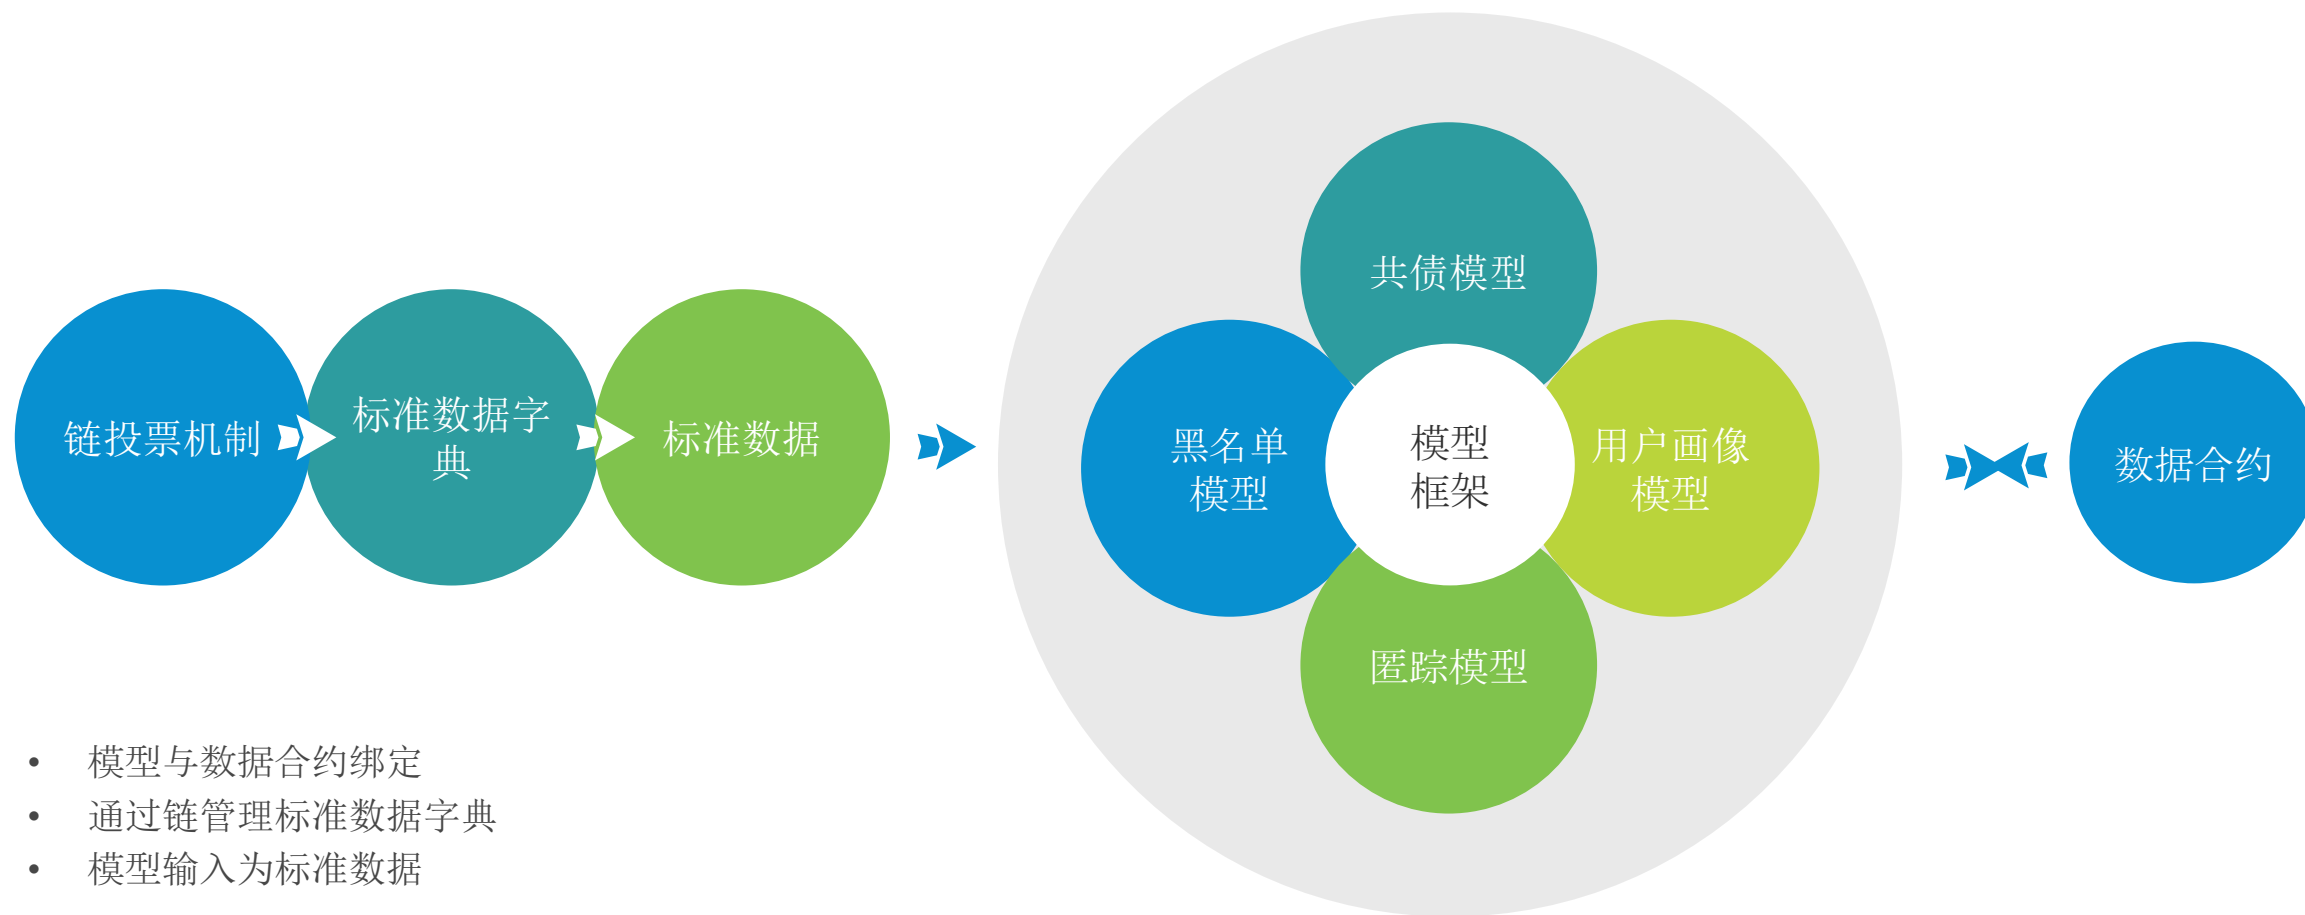 链投票机制
标准数据字
典
标准数据
共债模型
黑名单
模型
模型
框架
用户画像
模型
匿踪模型
数据合约
• 模型与数据合约绑定
• 通过链管理标准数据字典
• 模型输入为标准数据